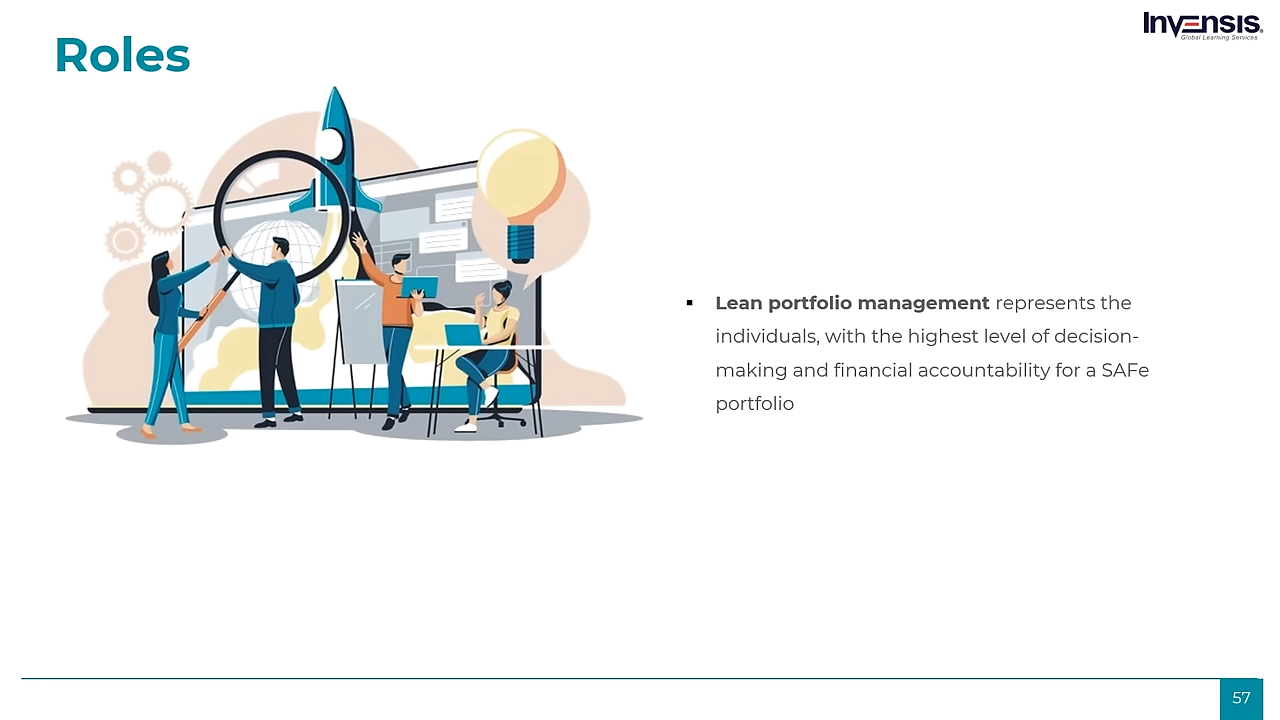 Invensis®
Global Learning Services
Roles
▪ Lean portfolio management represents the
individuals, with the highest level of decision-
making and financial accountability for a SAFe
portfolio
57